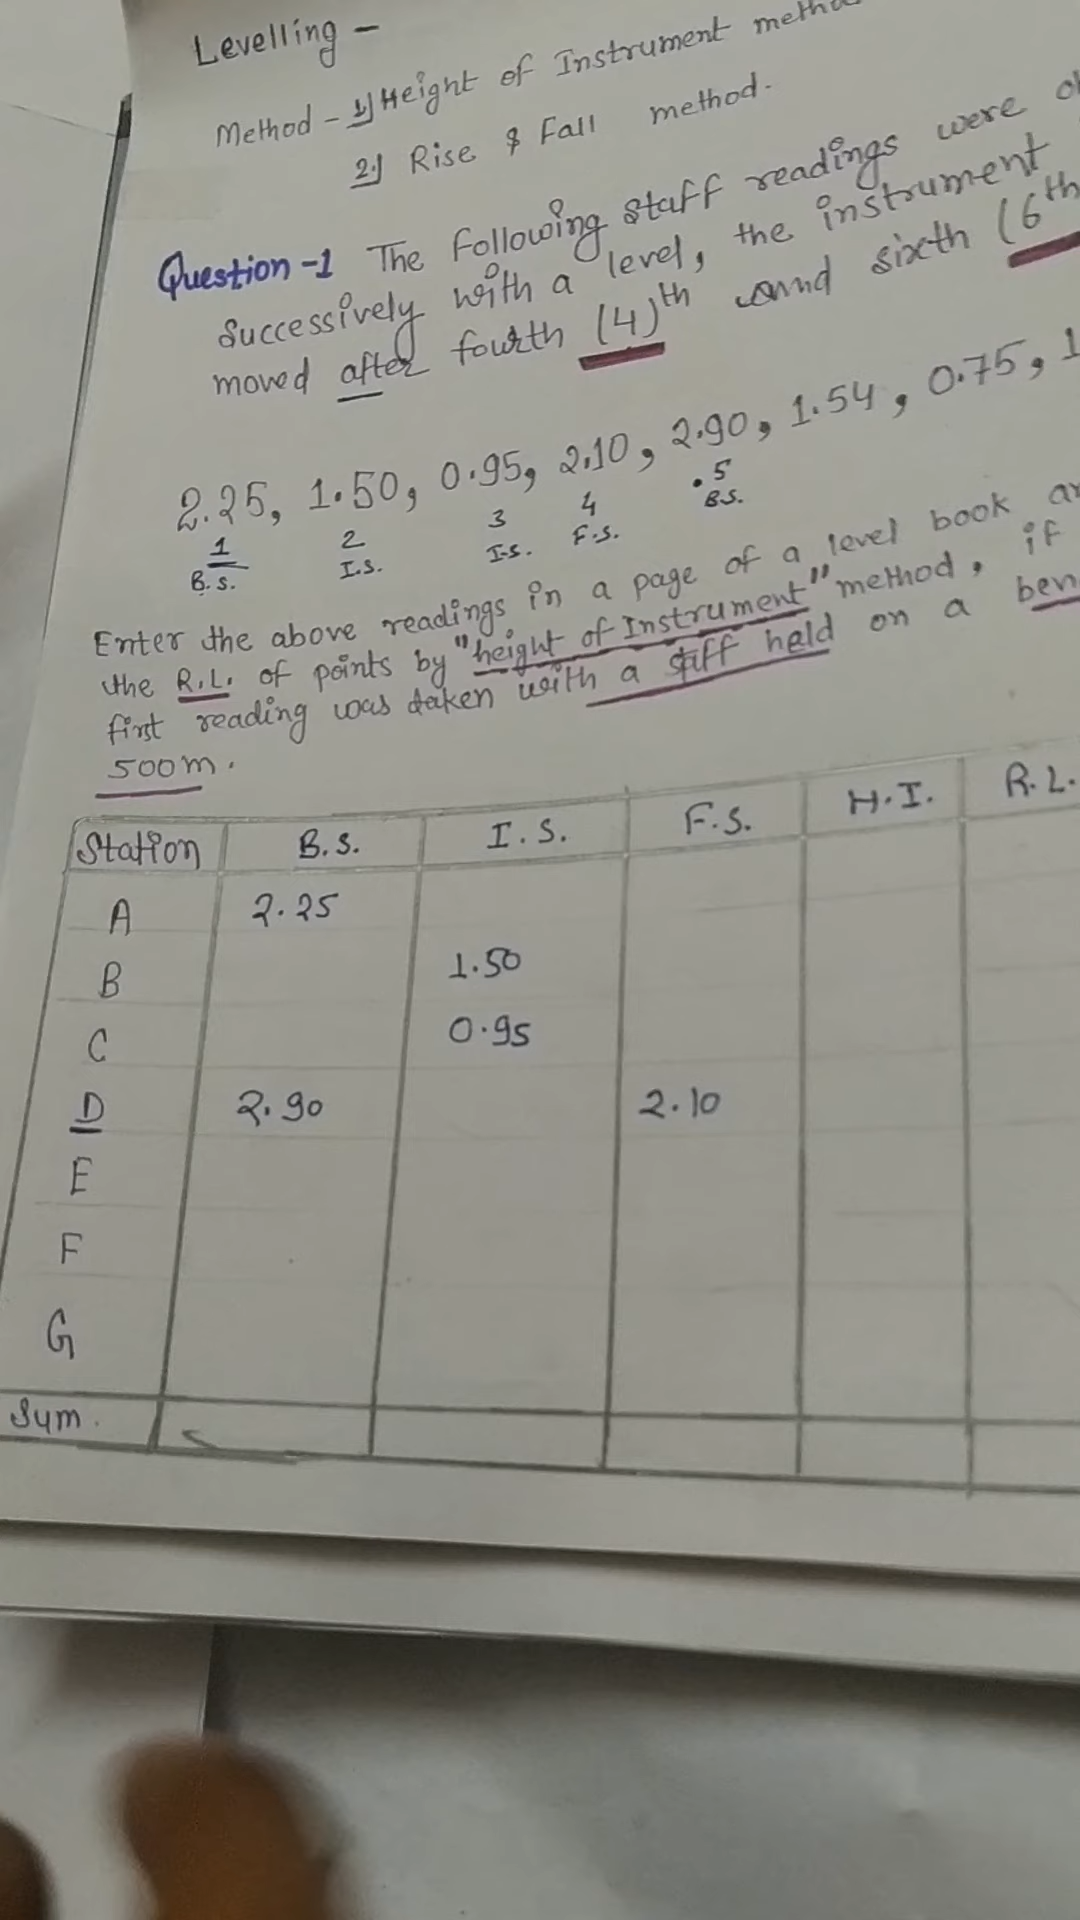 Levelling -
Method - 1) Height of Instrument
2) Rise & Fall method.
Question -1 The following staff readings were
successively with a level, the instrument
moved after fourth (4)th and sixth (6th
2.25, 1.50, 0.95, 2.10, 2.90, 1.54, 0.75,
1 2 3 4 .5
B.S. I.S. I.S. F.S. B.S.
Enter the above readings in a page of a level book
the R.L. of points by "height of Instrument" method, if
first reading was taken with a staff held on a
500m.
Station B.S. I.S. F.S. H.I. R.L.
A 2.25
B 1.50
C 0.95
D 2.90 2.10
E
F
G
Sum.